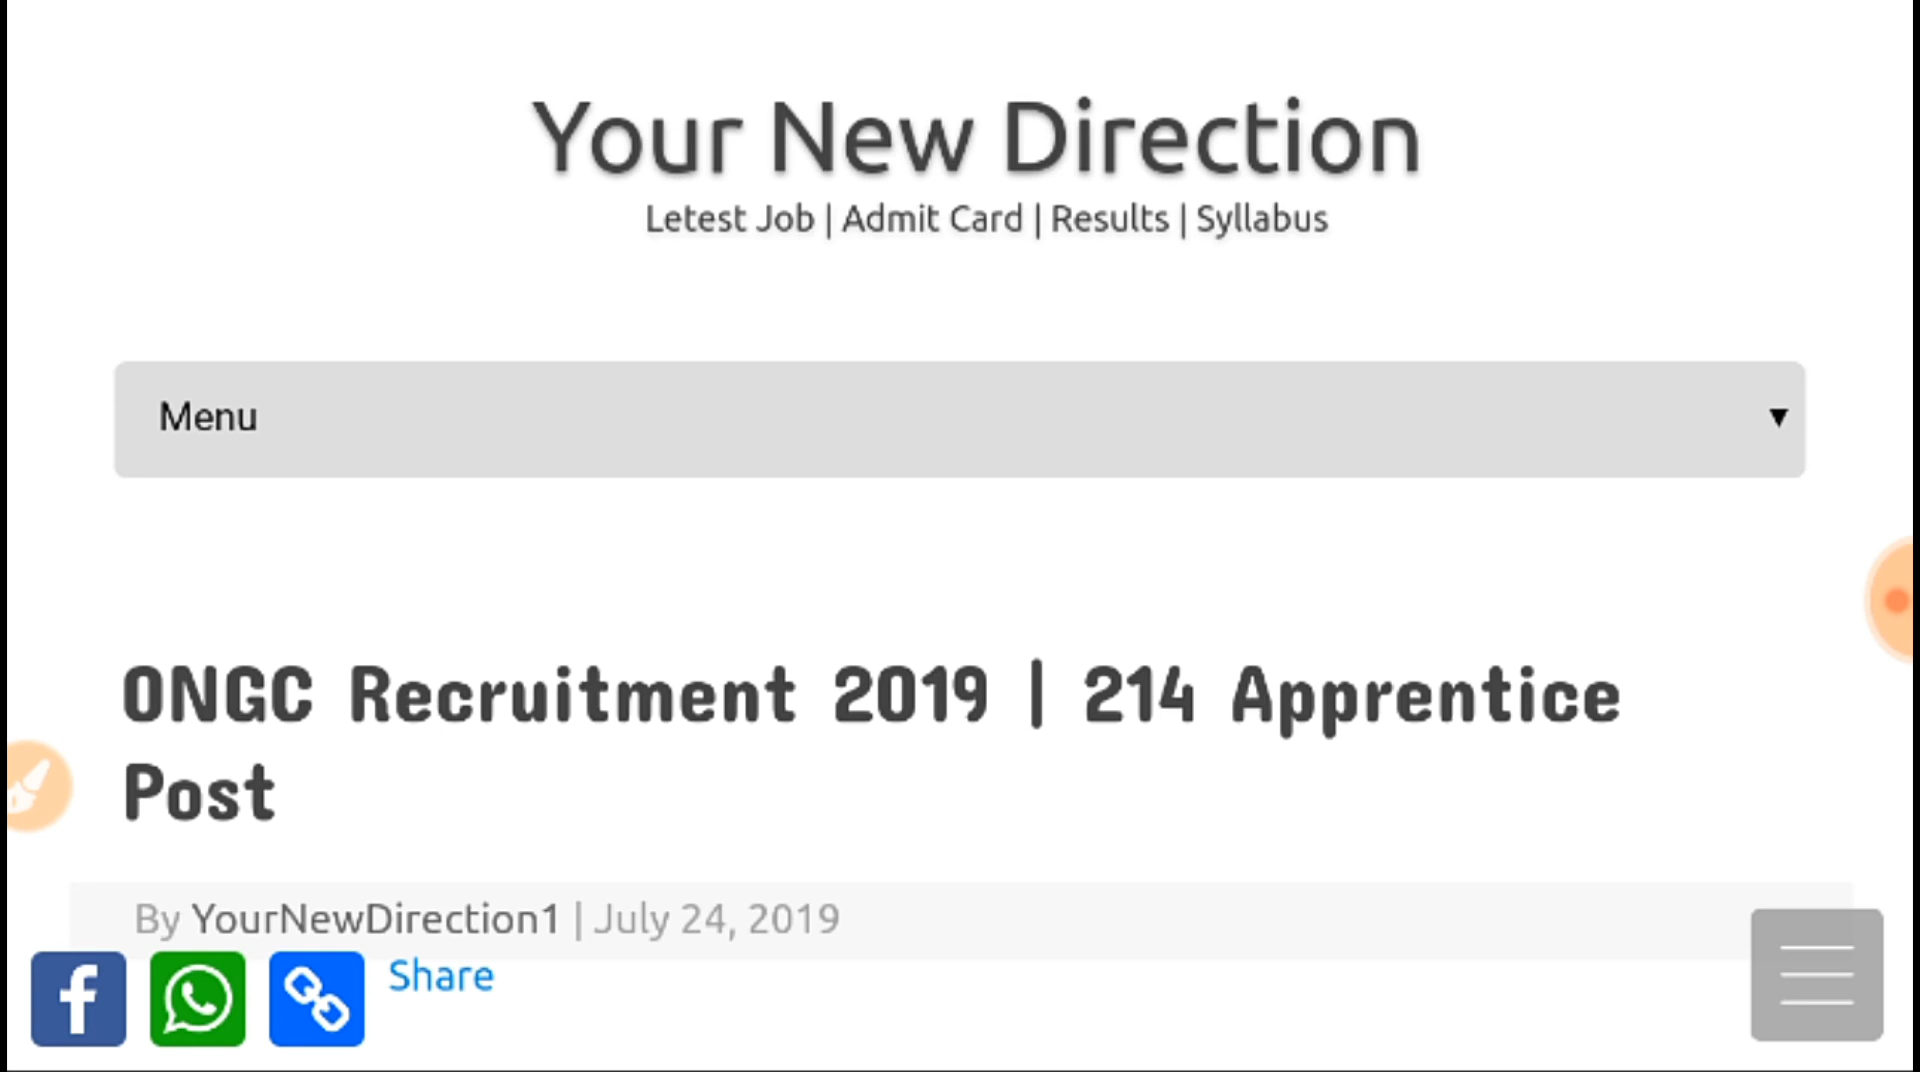 Your New Direction
Letest Job | Admit Card | Results | Syllabus
Menu
ONGC Recruitment 2019 | 214 Apprentice
Post
By YourNewDirection1 | July 24, 2019
Share